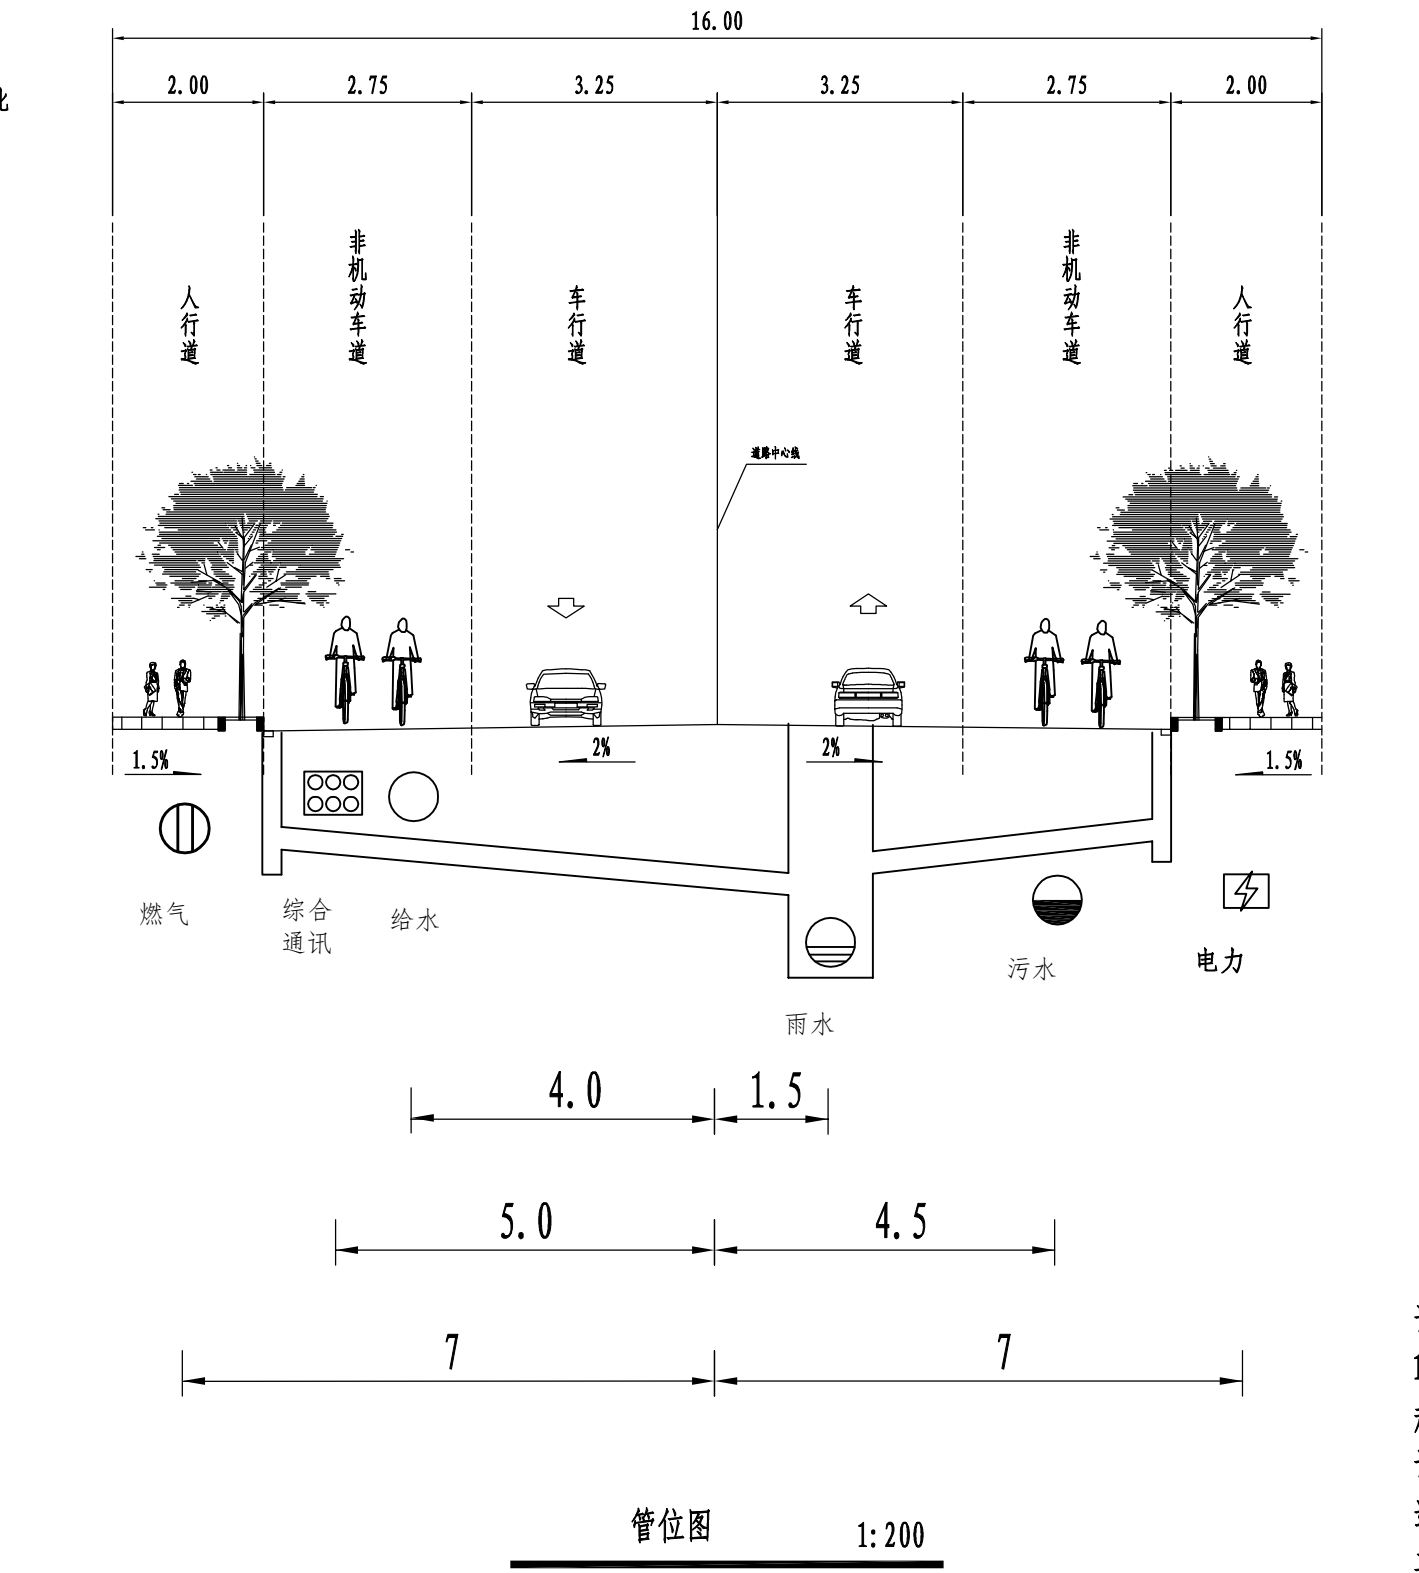 16.00
2.00 2.75 3.25 3.25 2.75 2.00
人行道
非机动车道
车行道
车行道
非机动车道
人行道
道路中心线
1.5% 2% 2% 1.5%
燃气
综合
通讯
给水
雨水
污水
电力
4.0 1.5
5.0 4.5
7 7
管位图 1:200